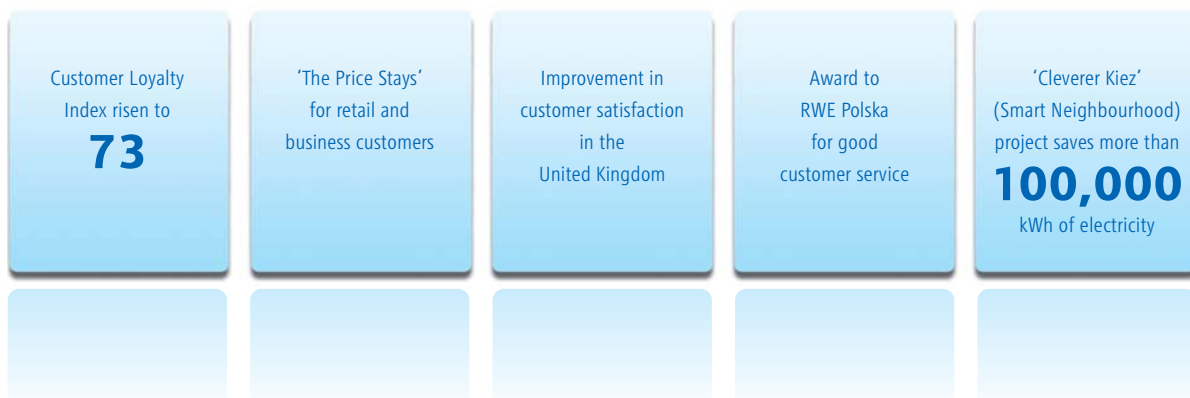 Customer Loyalty
Index risen to
73
‘The Price Stays’
for retail and
business customers
Improvement in
customer satisfaction
in the
United Kingdom
Award to
RWE Polska
for good
customer service
‘Cleverer Kiez’
(Smart Neighbourhood)
project saves more than
100,000
kWh of electricity